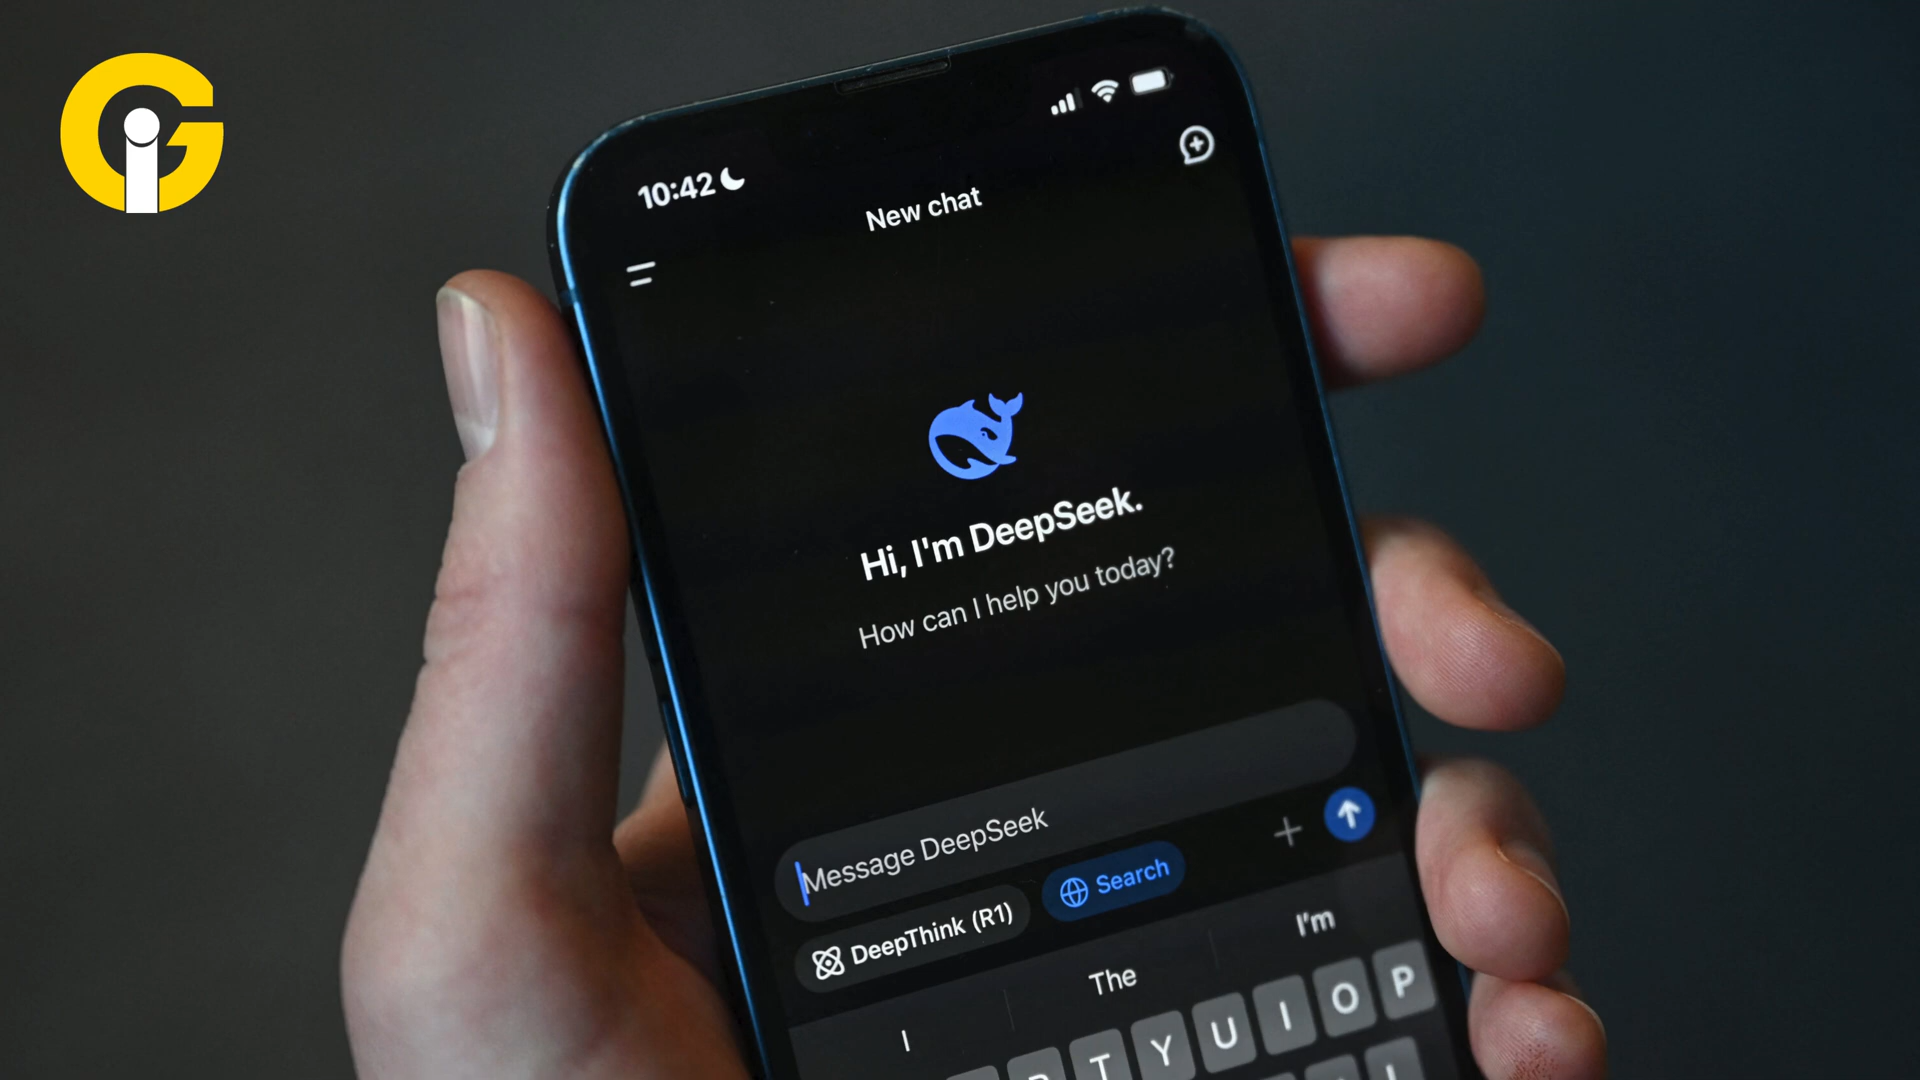 10:42
New chat
Hi, I'm DeepSeek.
How can I help you today?
Message DeepSeek
DeepThink (R1)
Search
I
The
I'm
T Y U I O P